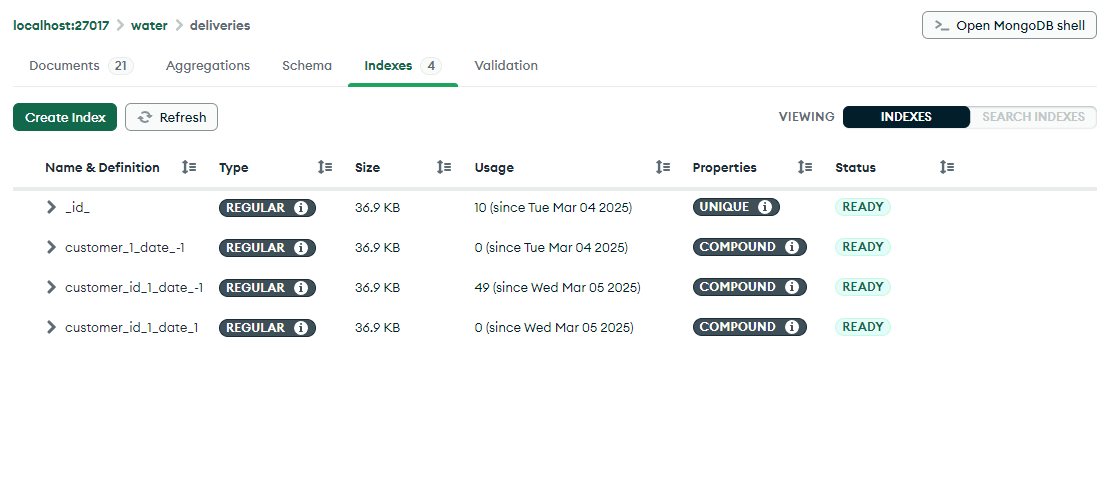 localhost:27017 > water > deliveries
>_ Open MongoDB shell
Documents 21 Aggregations Schema Indexes 4 Validation
Create Index Refresh VIEWING INDEXES SEARCH INDEXES
Name & Definition Type Size Usage Properties Status
_id_ REGULAR 36.9 KB 10 (since Tue Mar 04 2025) UNIQUE READY
customer_1_date_-1 REGULAR 36.9 KB 0 (since Tue Mar 04 2025) COMPOUND READY
customer_id_1_date_-1 REGULAR 36.9 KB 49 (since Wed Mar 05 2025) COMPOUND READY
customer_id_1_date_1 REGULAR 36.9 KB 0 (since Wed Mar 05 2025) COMPOUND READY